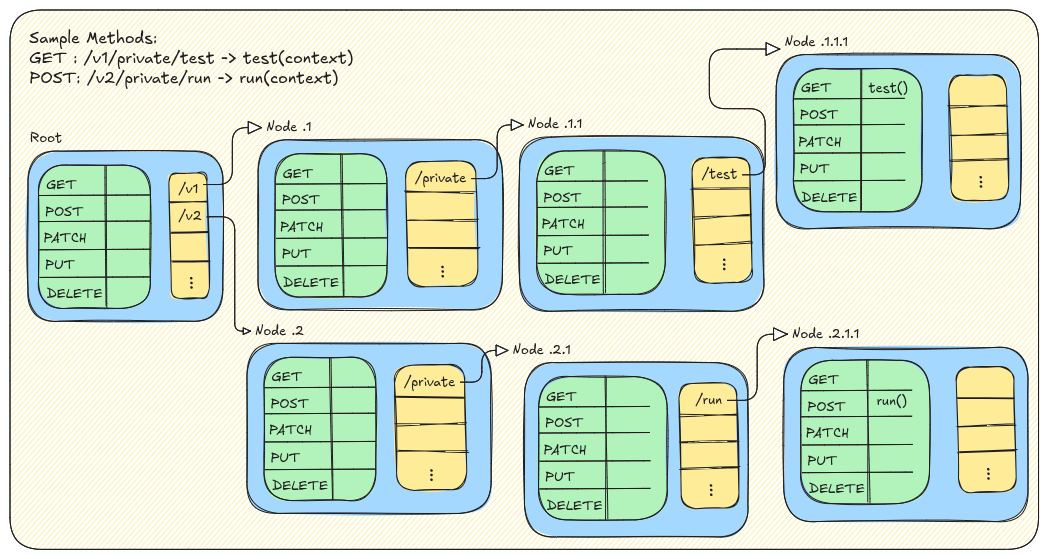 Sample Methods:
GET : /v1/private/test -> test(context)
POST: /v2/private/run -> run(context)
Root
GET
POST
PATCH
PUT
DELETE
/v1
/v2
⋮
Node .1
GET
POST
PATCH
PUT
DELETE
/private
⋮
Node .1.1
GET
POST
PATCH
PUT
DELETE
/test
⋮
Node .1.1.1
GET test()
POST
PATCH
PUT
DELETE
⋮
Node .2
GET
POST
PATCH
PUT
DELETE
/private
⋮
Node .2.1
GET
POST
PATCH
PUT
DELETE
/run
⋮
Node .2.1.1
GET
POST run()
PATCH
PUT
DELETE
⋮